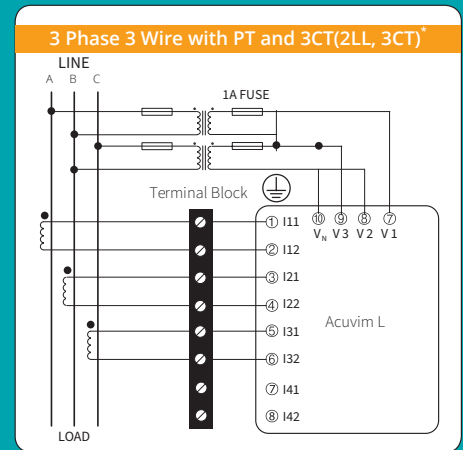 3 Phase 3 Wire with PT and 3CT(2LL, 3CT)*
LINE
A B C
1A FUSE
Terminal Block
⑩ ⑨ ⑧ ⑦
VN V3 V2 V1
① I11
② I12
③ I21
④ I22
⑤ I31
⑥ I32
⑦ I41
⑧ I42
Acuvim L
LOAD